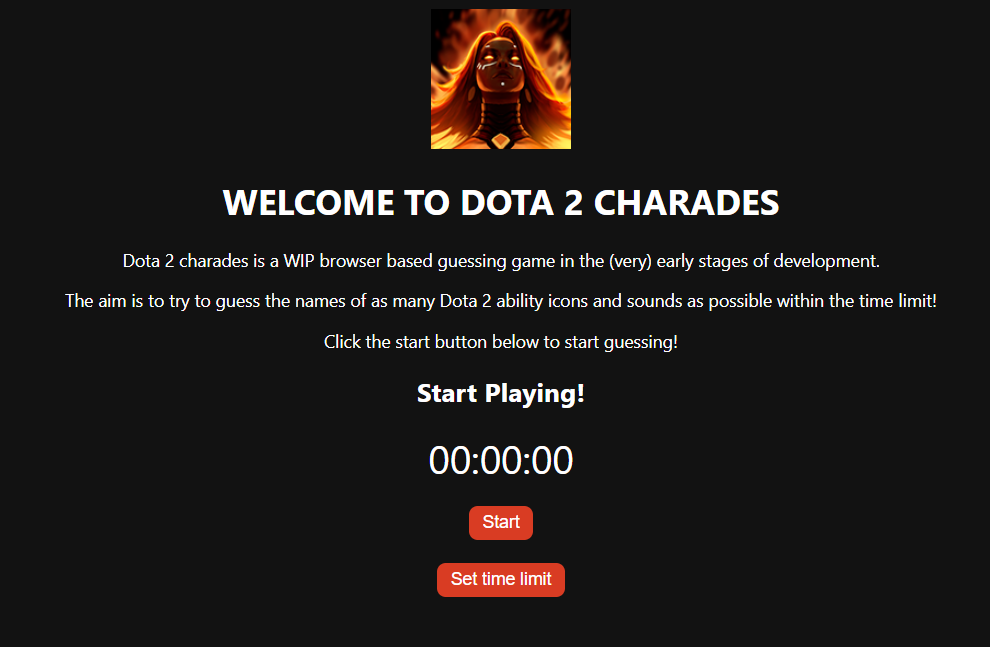 WELCOME TO DOTA 2 CHARADES
Dota 2 charades is a WIP browser based guessing game in the (very) early stages of development.
The aim is to try to guess the names of as many Dota 2 ability icons and sounds as possible within the time limit!
Click the start button below to start guessing!
Start Playing!
00:00:00
Start
Set time limit